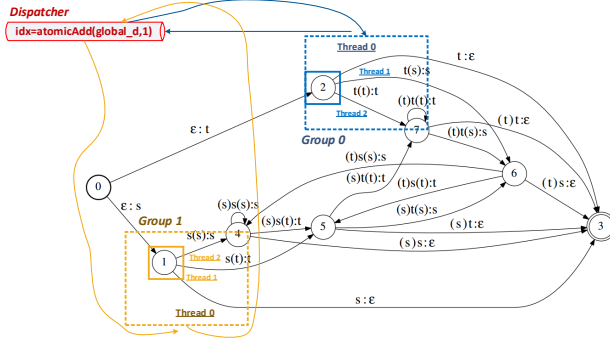 Dispatcher
idx=atomicAdd(global_d,1)
Thread 0
t:ε
Thread 1
t(s):s
2
t(t):t
Thread 2
(t)t(t):t
7
(t)t:ε
(t)t(s):s
Group 0
ε:t
(t)s(s):s
(s)t(t):t
(t)s(t):t
6
(t)s:ε
0
ε:s
Group 1
(s)s(s):s
s(s):s
4
(s)s(t):t
5
(s)t(s):s
(s)t:ε
3
1
Thread 2
s(t):t
(s)s:ε
Thread 1
Thread 0
s:ε